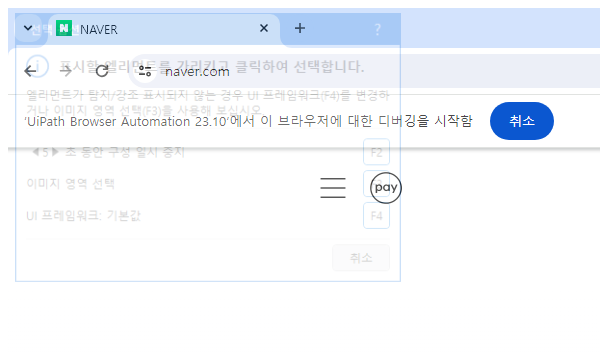 NAVER
선택 옵션 ?
표시할 엘리먼트를 가리키고 클릭하여 선택합니다.
naver.com
엘리먼트가 탐지/강조 표시되지 않는 경우 UI 프레임워크(F4)를 변경하
거나 이미지 영역 선택(F3)를 사용해 보십시오.
'UiPath Browser Automation 23.10'에서 이 브라우저에 대한 디버깅을 시작함 취소
5 초 동안 구성 일시 중지 F2
이미지 영역 선택
pay
UI 프레임워크: 기본값 F4
취소